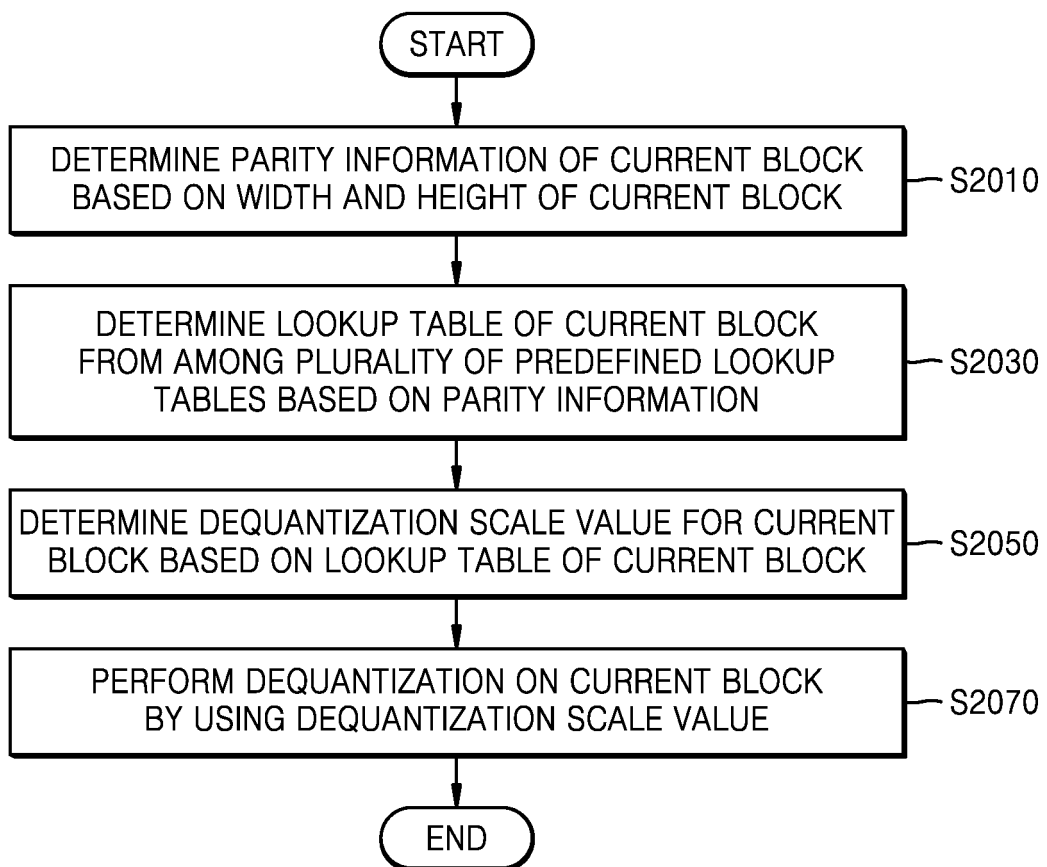 START
DETERMINE PARITY INFORMATION OF CURRENT BLOCK
BASED ON WIDTH AND HEIGHT OF CURRENT BLOCK
S2010
DETERMINE LOOKUP TABLE OF CURRENT BLOCK
FROM AMONG PLURALITY OF PREDEFINED LOOKUP
TABLES BASED ON PARITY INFORMATION
S2030
DETERMINE DEQUANTIZATION SCALE VALUE FOR CURRENT
BLOCK BASED ON LOOKUP TABLE OF CURRENT BLOCK
S2050
PERFORM DEQUANTIZATION ON CURRENT BLOCK
BY USING DEQUANTIZATION SCALE VALUE
S2070
END